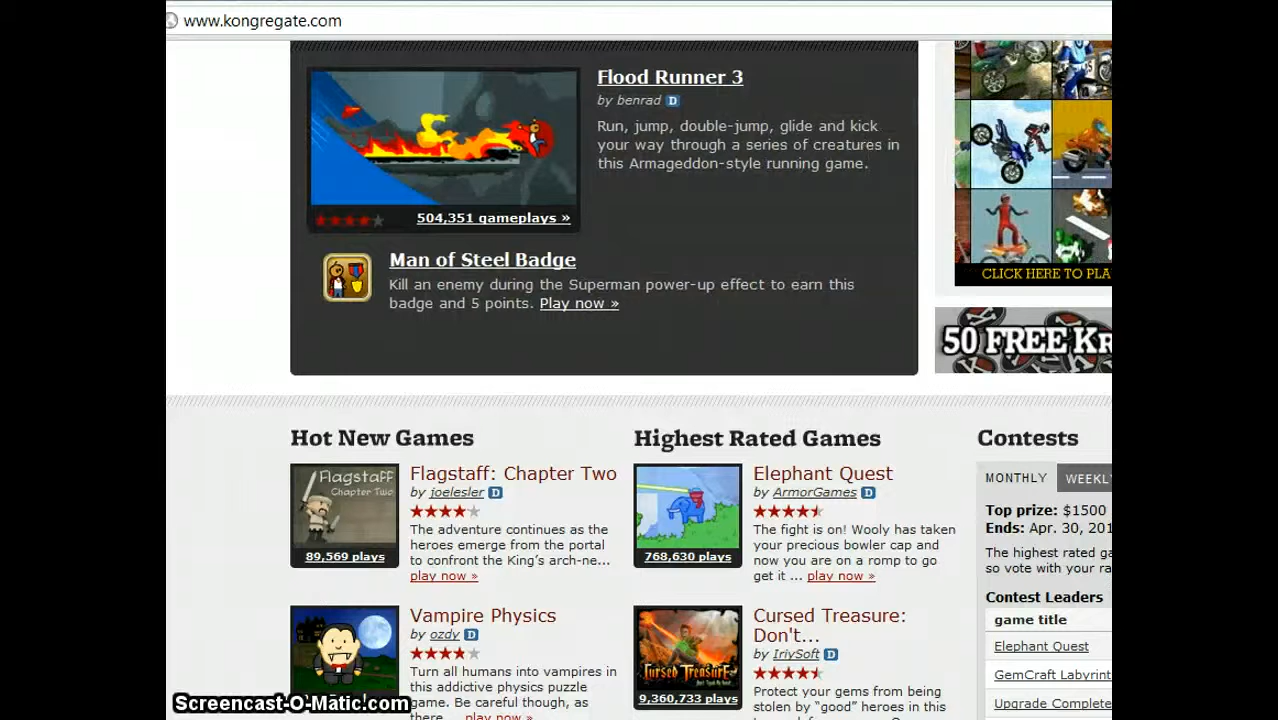 www.kongregate.com
Flood Runner 3
by benrad D
Run, jump, double-jump, glide and kick
your way through a series of creatures in
this Armageddon-style running game.
504,351 gameplays »
Man of Steel Badge
Kill an enemy during the Superman power-up effect to earn this
badge and 5 points. Play now »
CLICK HERE TO PLA
50 FREE KR
Hot New Games
Flagstaff
Chapter Two
89,569 plays
Flagstaff: Chapter Two
by joelesler D
The adventure continues as the
heroes emerge from the portal
to confront the King's arch-ne...
play now »
Vampire Physics
by ozdy D
Turn all humans into vampires in
this addictive physics puzzle
game. Be careful though, as
there... play now »
Highest Rated Games
768,630 plays
Elephant Quest
by ArmorGames D
The fight is on! Wooly has taken
your precious bowler cap and
now you are on a romp to go
get it ... play now »
Cursed Treasure
9,360,733 plays
Cursed Treasure:
Don't...
by IriySoft D
Protect your gems from being
stolen by "good" heroes in this
Contests
MONTHLY WEEKLY
Top prize: $1500
Ends: Apr. 30, 201
The highest rated ga
so vote with your ra
Contest Leaders
game title
Elephant Quest
GemCraft Labyrint
Upgrade Complete
Screencast-O-Matic.com